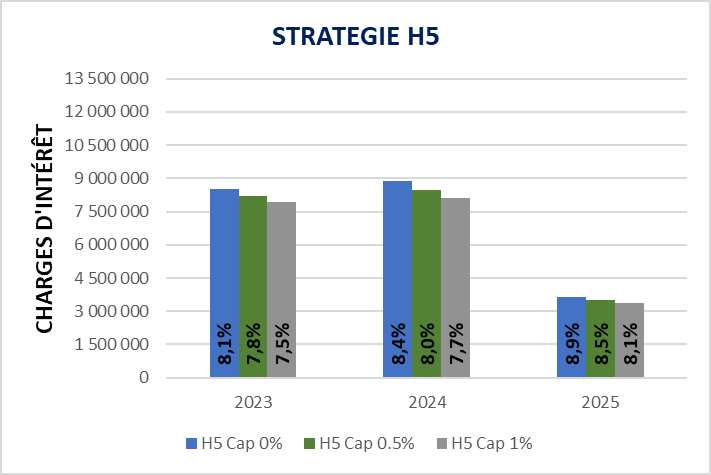 STRATEGIE H5
CHARGES D'INTÉRÊT
13 500 000
12 000 000
10 500 000
9 000 000
7 500 000
6 000 000
4 500 000
3 000 000
1 500 000
0
8,1%
7,8%
7,5%
8,4%
8,0%
7,7%
8,9%
8,5%
8,1%
2023
2024
2025
H5 Cap 0%
H5 Cap 0.5%
H5 Cap 1%